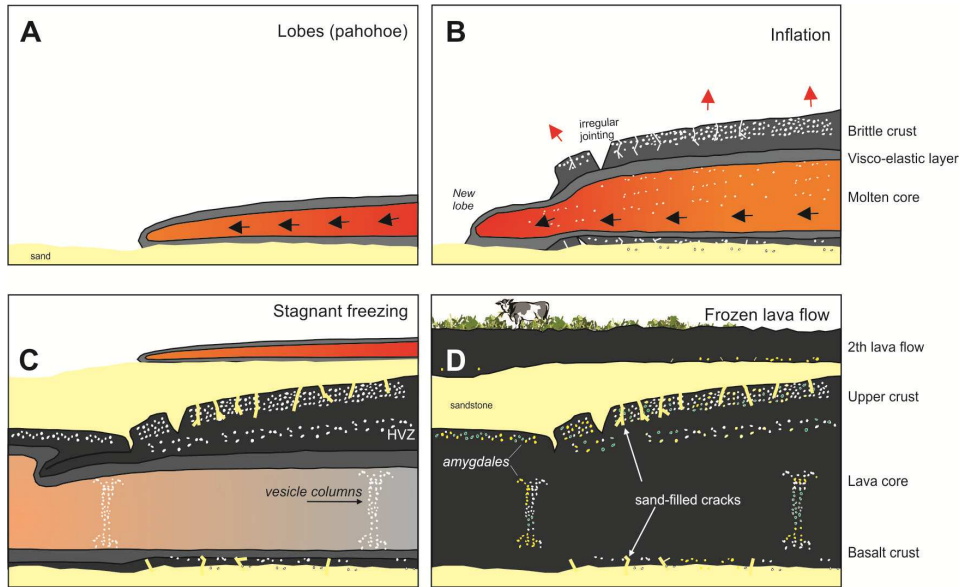 A
Lobes (pahohoe)
sand
B
Inflation
irregular
jointing
New
lobe
Brittle crust
Visco-elastic layer
Molten core
C
Stagnant freezing
HVZ
vesicle columns
D
Frozen lava flow
sandstone
amygdales
sand-filled cracks
2th lava flow
Upper crust
Lava core
Basalt crust